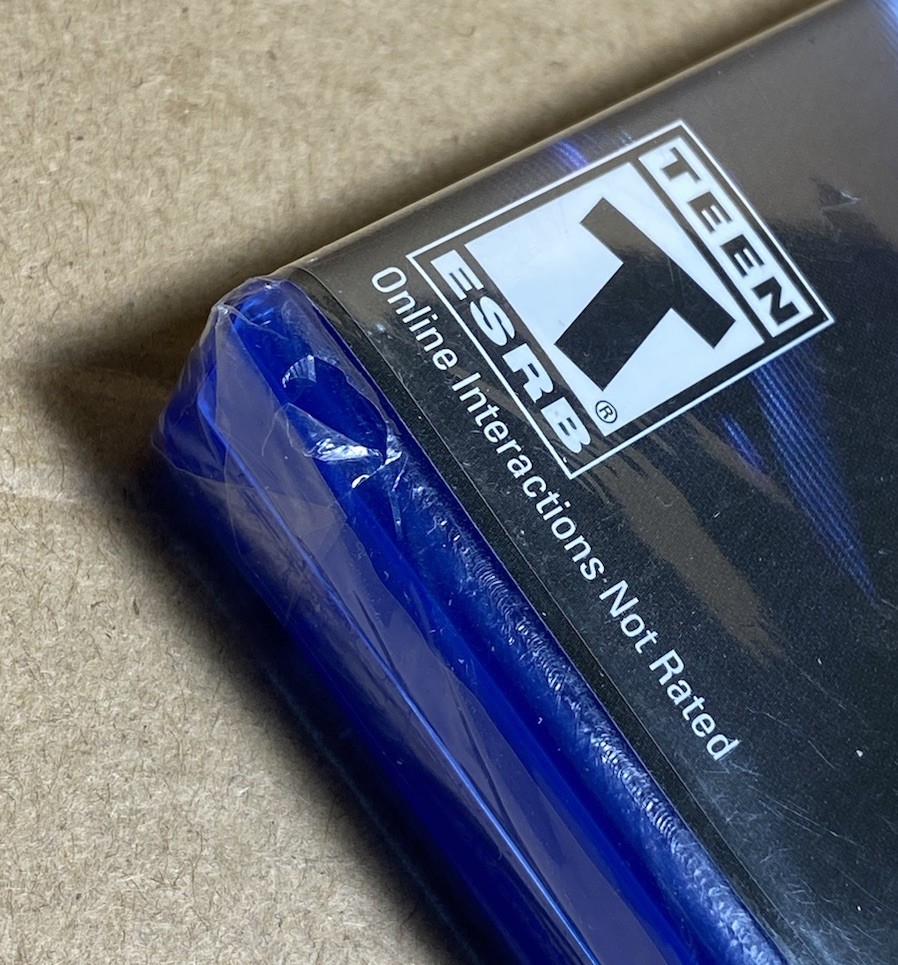 TEEN
T
®
ESRB
Online Interactions Not Rated